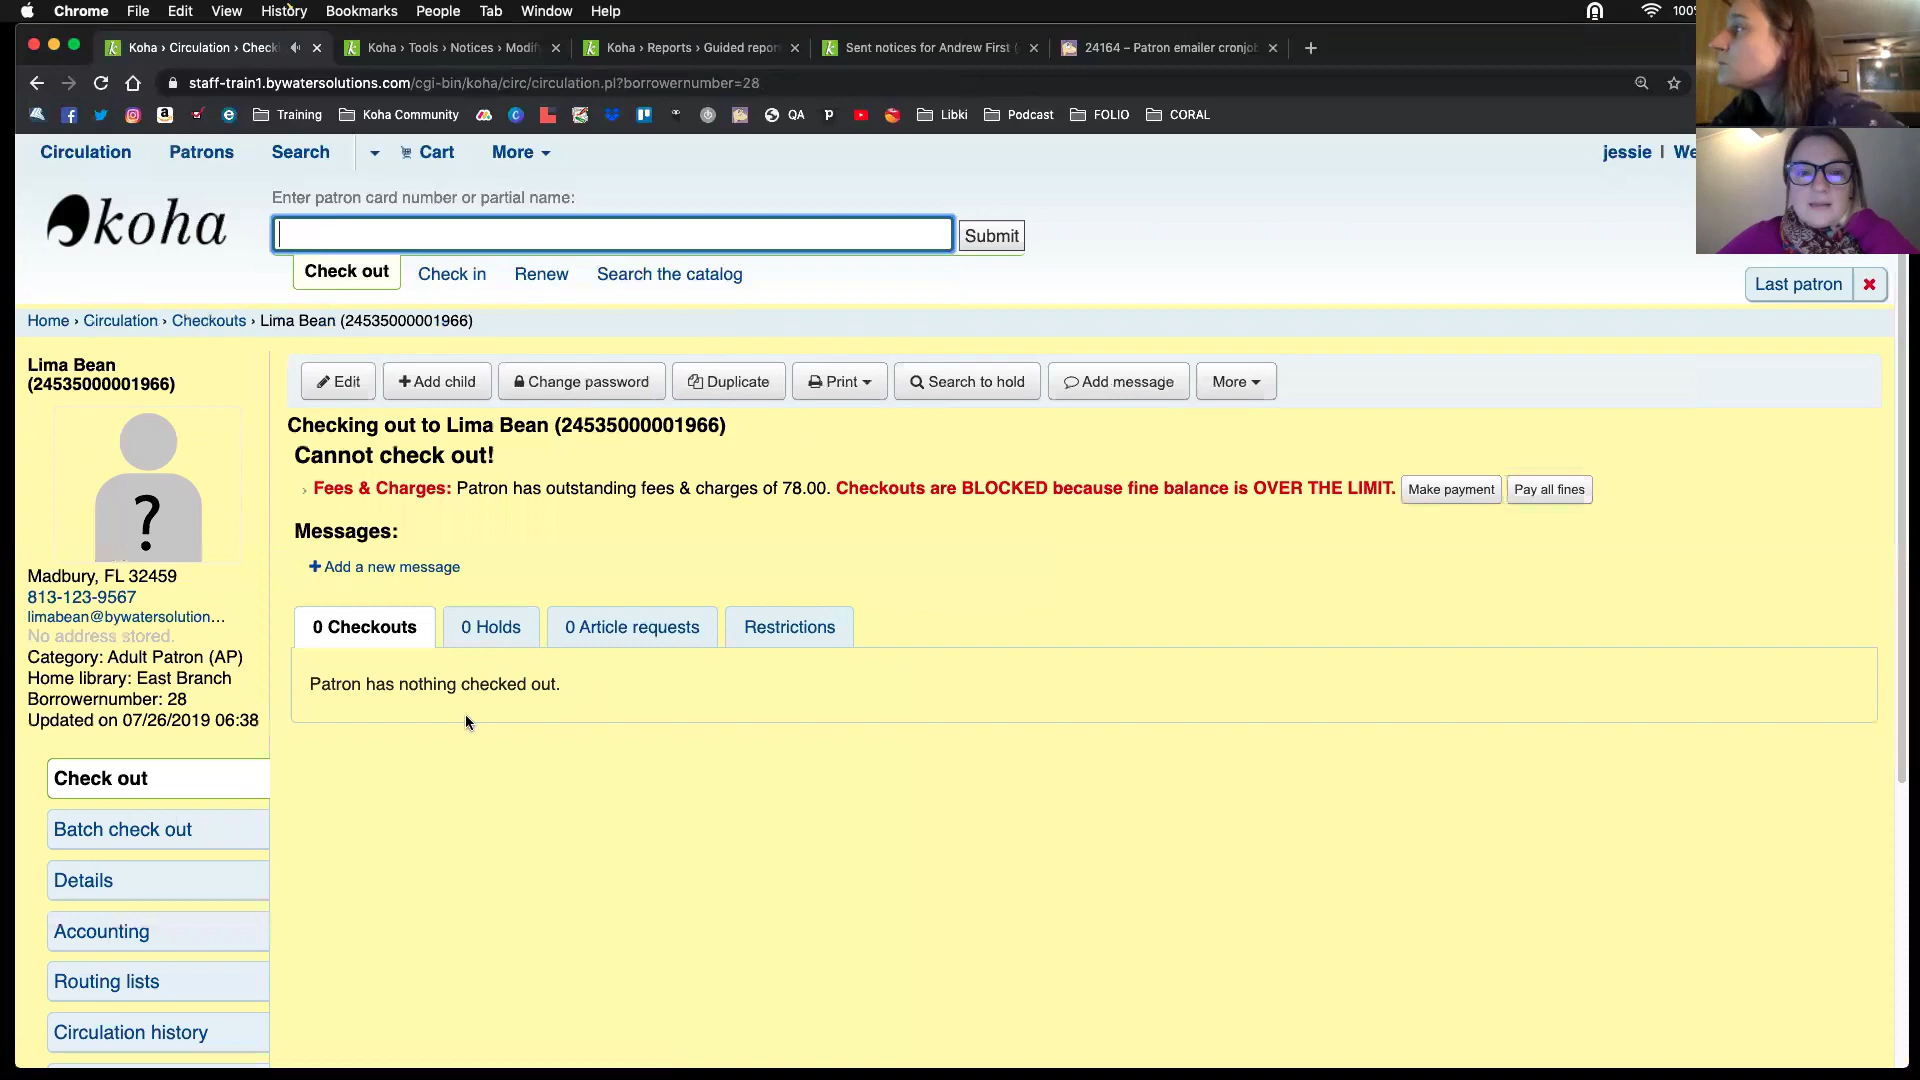 Chrome File Edit View History Bookmarks People Tab Window Help 100%
Koha › Circulation › Check
Koha › Tools › Notices › Modif
Koha › Reports › Guided repor
Sent notices for Andrew First (
24164 – Patron emailer cronjob
staff-train1.bywatersolutions.com/cgi-bin/koha/circ/circulation.pl?borrowernumber=28
Training Koha Community QA Libki Podcast FOLIO CORAL
Circulation Patrons Search Cart More jessie | We
Enter patron card number or partial name:
koha
Submit
Check out Check in Renew Search the catalog
Last patron
Home › Circulation › Checkouts › Lima Bean (24535000001966)
Lima Bean
(24535000001966)
?
Madbury, FL 32459
813-123-9567
limabean@bywatersolution...
No address stored.
Category: Adult Patron (AP)
Home library: East Branch
Borrowernumber: 28
Updated on 07/26/2019 06:38
Check out
Batch check out
Details
Accounting
Routing lists
Circulation history
Edit Add child Change password Duplicate Print Search to hold Add message More
Checking out to Lima Bean (24535000001966)
Cannot check out!
Fees & Charges: Patron has outstanding fees & charges of 78.00. Checkouts are BLOCKED because fine balance is OVER THE LIMIT. Make payment Pay all fines
Messages:
Add a new message
0 Checkouts 0 Holds 0 Article requests Restrictions
Patron has nothing checked out.